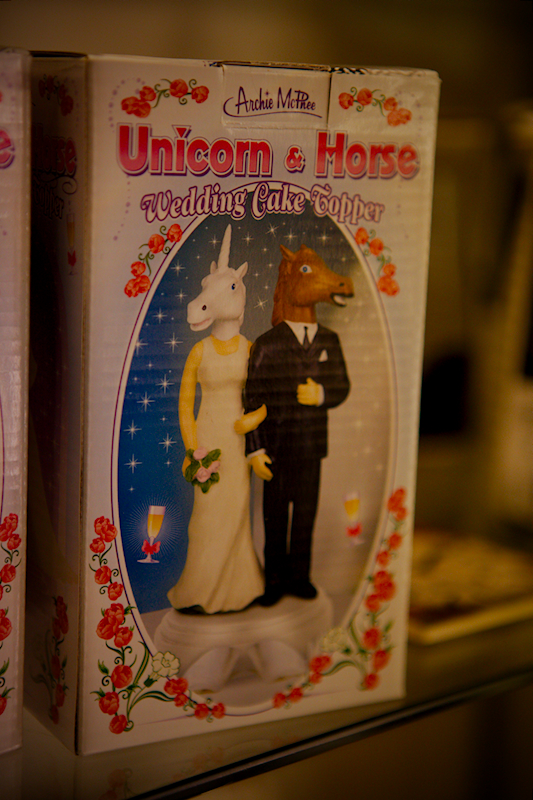 Archie McPhee
Unicorn & Horse
Wedding Cake Topper